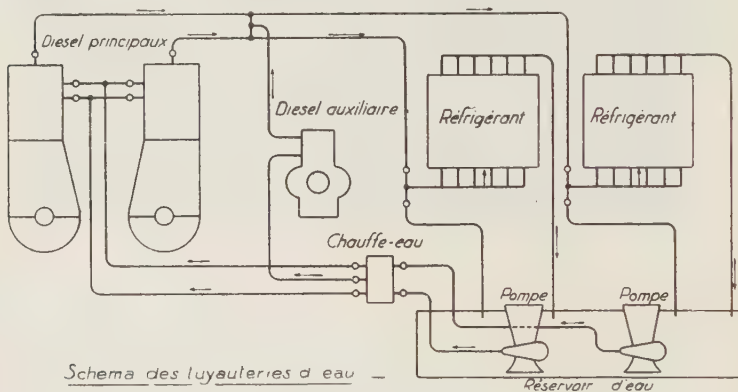 Diesel principaux
Diesel auxiliaire
Réfrigérant
Réfrigérant
Chauffe-eau
Pompe
Pompe
Schema des tuyauteries d eau
Réservoir d'eau